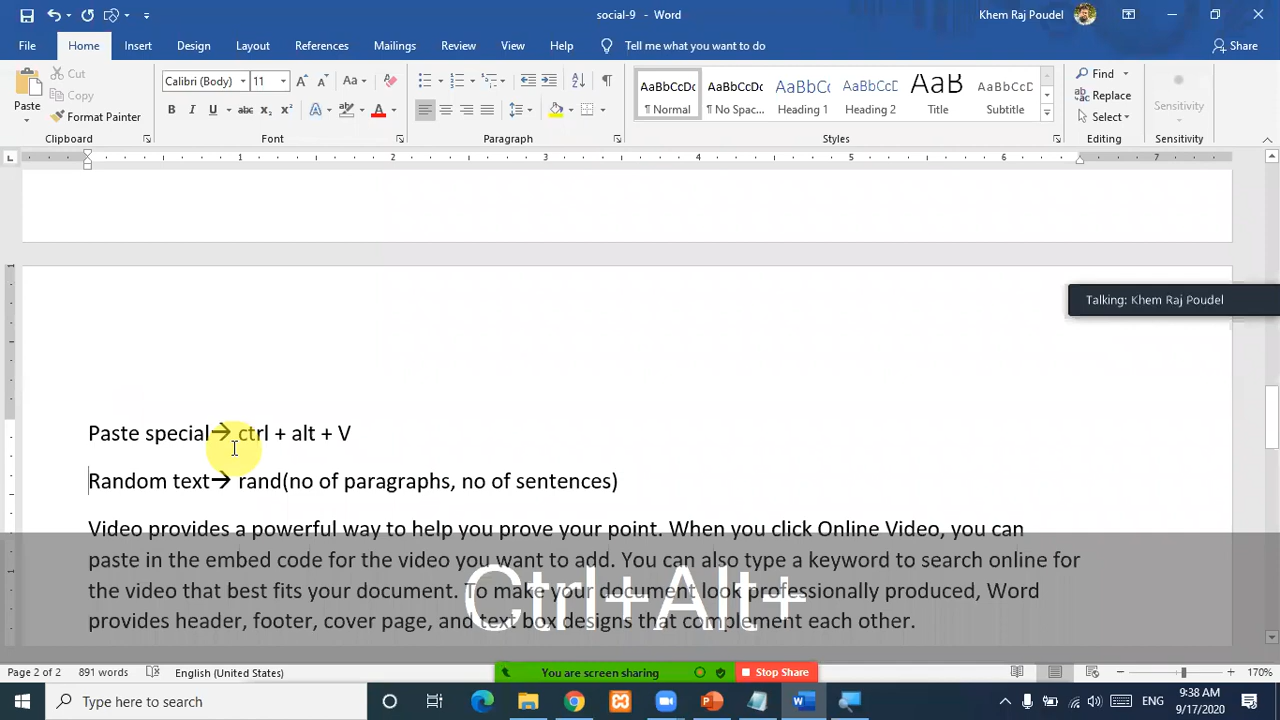 social-9 - Word
Khem Raj Poudel
File Home Insert Design Layout References Mailings Review View Help Tell me what you want to do Share
Paste Cut Copy Format Painter
Clipboard
Calibri (Body) 11
Font
Paragraph
AaBbCcDc ¶ Normal
AaBbCcDc ¶ No Spac...
AaBbCc Heading 1
AaBbCcC Heading 2
AaB Title
AaBbCcC Subtitle
Styles
Find
Replace
Select
Editing
Sensitivity
Sensitivity
1 2 3 4 5 6 7
Talking: Khem Raj Poudel
Paste special→ ctrl + alt + V
Random text→ rand(no of paragraphs, no of sentences)
Video provides a powerful way to help you prove your point. When you click Online Video, you can
paste in the embed code for the video you want to add. You can also type a keyword to search online for
the video that best fits your document. To make your document look professionally produced, Word
provides header, footer, cover page, and text box designs that complement each other.
Ctrl+Alt+
Page 2 of 2 891 words English (United States) 170%
You are screen sharing Stop Share
Type here to search
ENG
9:38 AM
9/17/2020